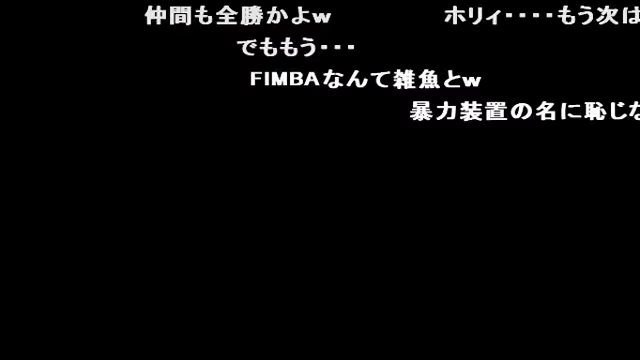 仲間も全勝かよw
ホリィ・・・・もう次は
でももう・・・
FIMBAなんて雑魚とw
暴力装置の名に恥じな